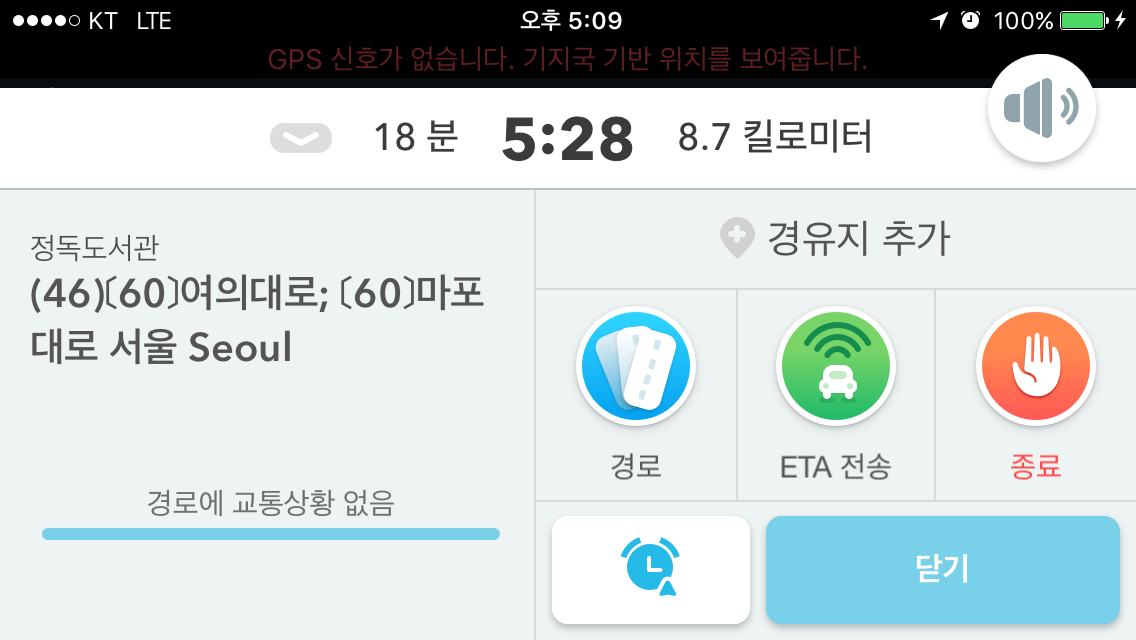 KT LTE 오후 5:09 100%
GPS 신호가 없습니다. 기지국 기반 위치를 보여줍니다.
18 분 5:28 8.7 킬로미터
정독도서관
(46)〔60〕여의대로; 〔60〕마포
대로 서울 Seoul
경로에 교통상황 없음
경유지 추가
경로
ETA 전송
종료
닫기